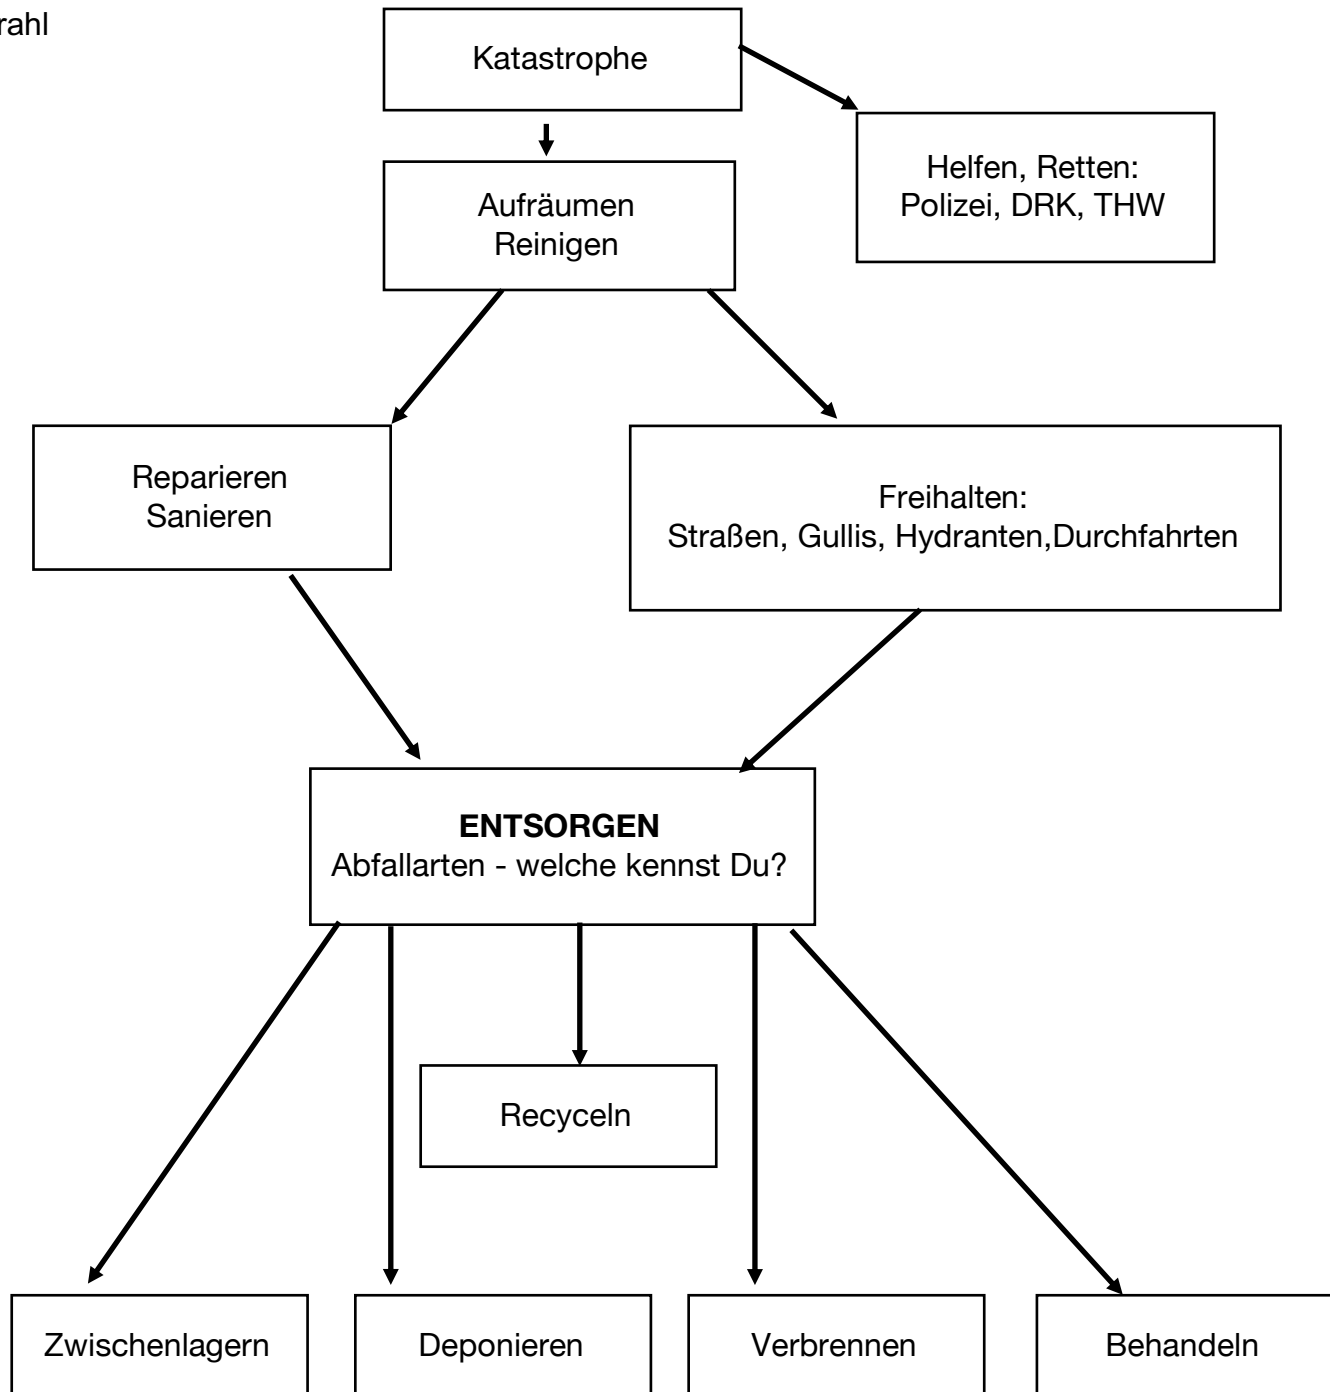 rahl
Katastrophe
Helfen, Retten:
Polizei, DRK, THW
Aufräumen
Reinigen
Reparieren
Sanieren
Freihalten:
Straßen, Gullis, Hydranten,Durchfahrten
ENTSORGEN
Abfallarten - welche kennst Du?
Recyceln
Zwischenlagern
Deponieren
Verbrennen
Behandeln